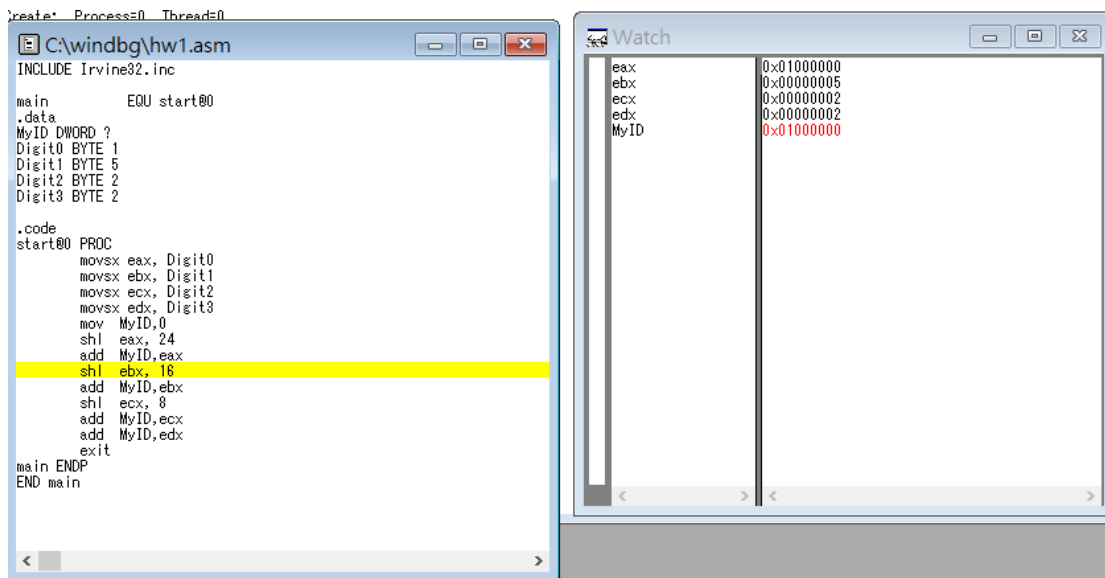 Create: Process=0 Thread=0
C:\windbg\hw1.asm
INCLUDE Irvine32.inc
main EQU start@0
.data
MyID DWORD ?
Digit0 BYTE 1
Digit1 BYTE 5
Digit2 BYTE 2
Digit3 BYTE 2
.code
start@0 PROC
movsx eax, Digit0
movsx ebx, Digit1
movsx ecx, Digit2
movsx edx, Digit3
mov MyID,0
shl eax, 24
add MyID,eax
shl ebx, 16
add MyID,ebx
shl ecx, 8
add MyID,ecx
add MyID,edx
exit
main ENDP
END main
Watch
eax 0x01000000
ebx 0x00000005
ecx 0x00000002
edx 0x00000002
MyID 0x01000000